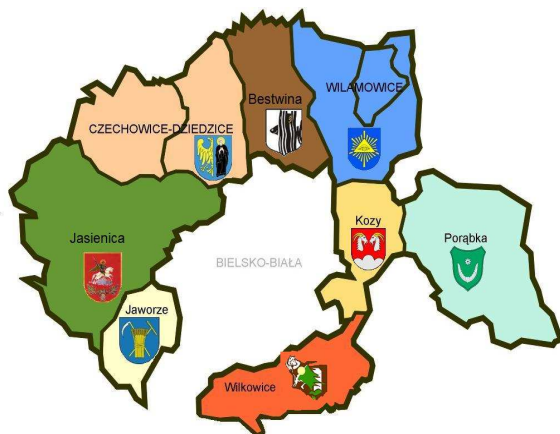 WILAMOWICE
Bestwina
CZECHOWICE-DZIEDZICE
Kozy
Jasienica
Porąbka
BIELSKO-BIAŁA
Jaworze
Wilkowice